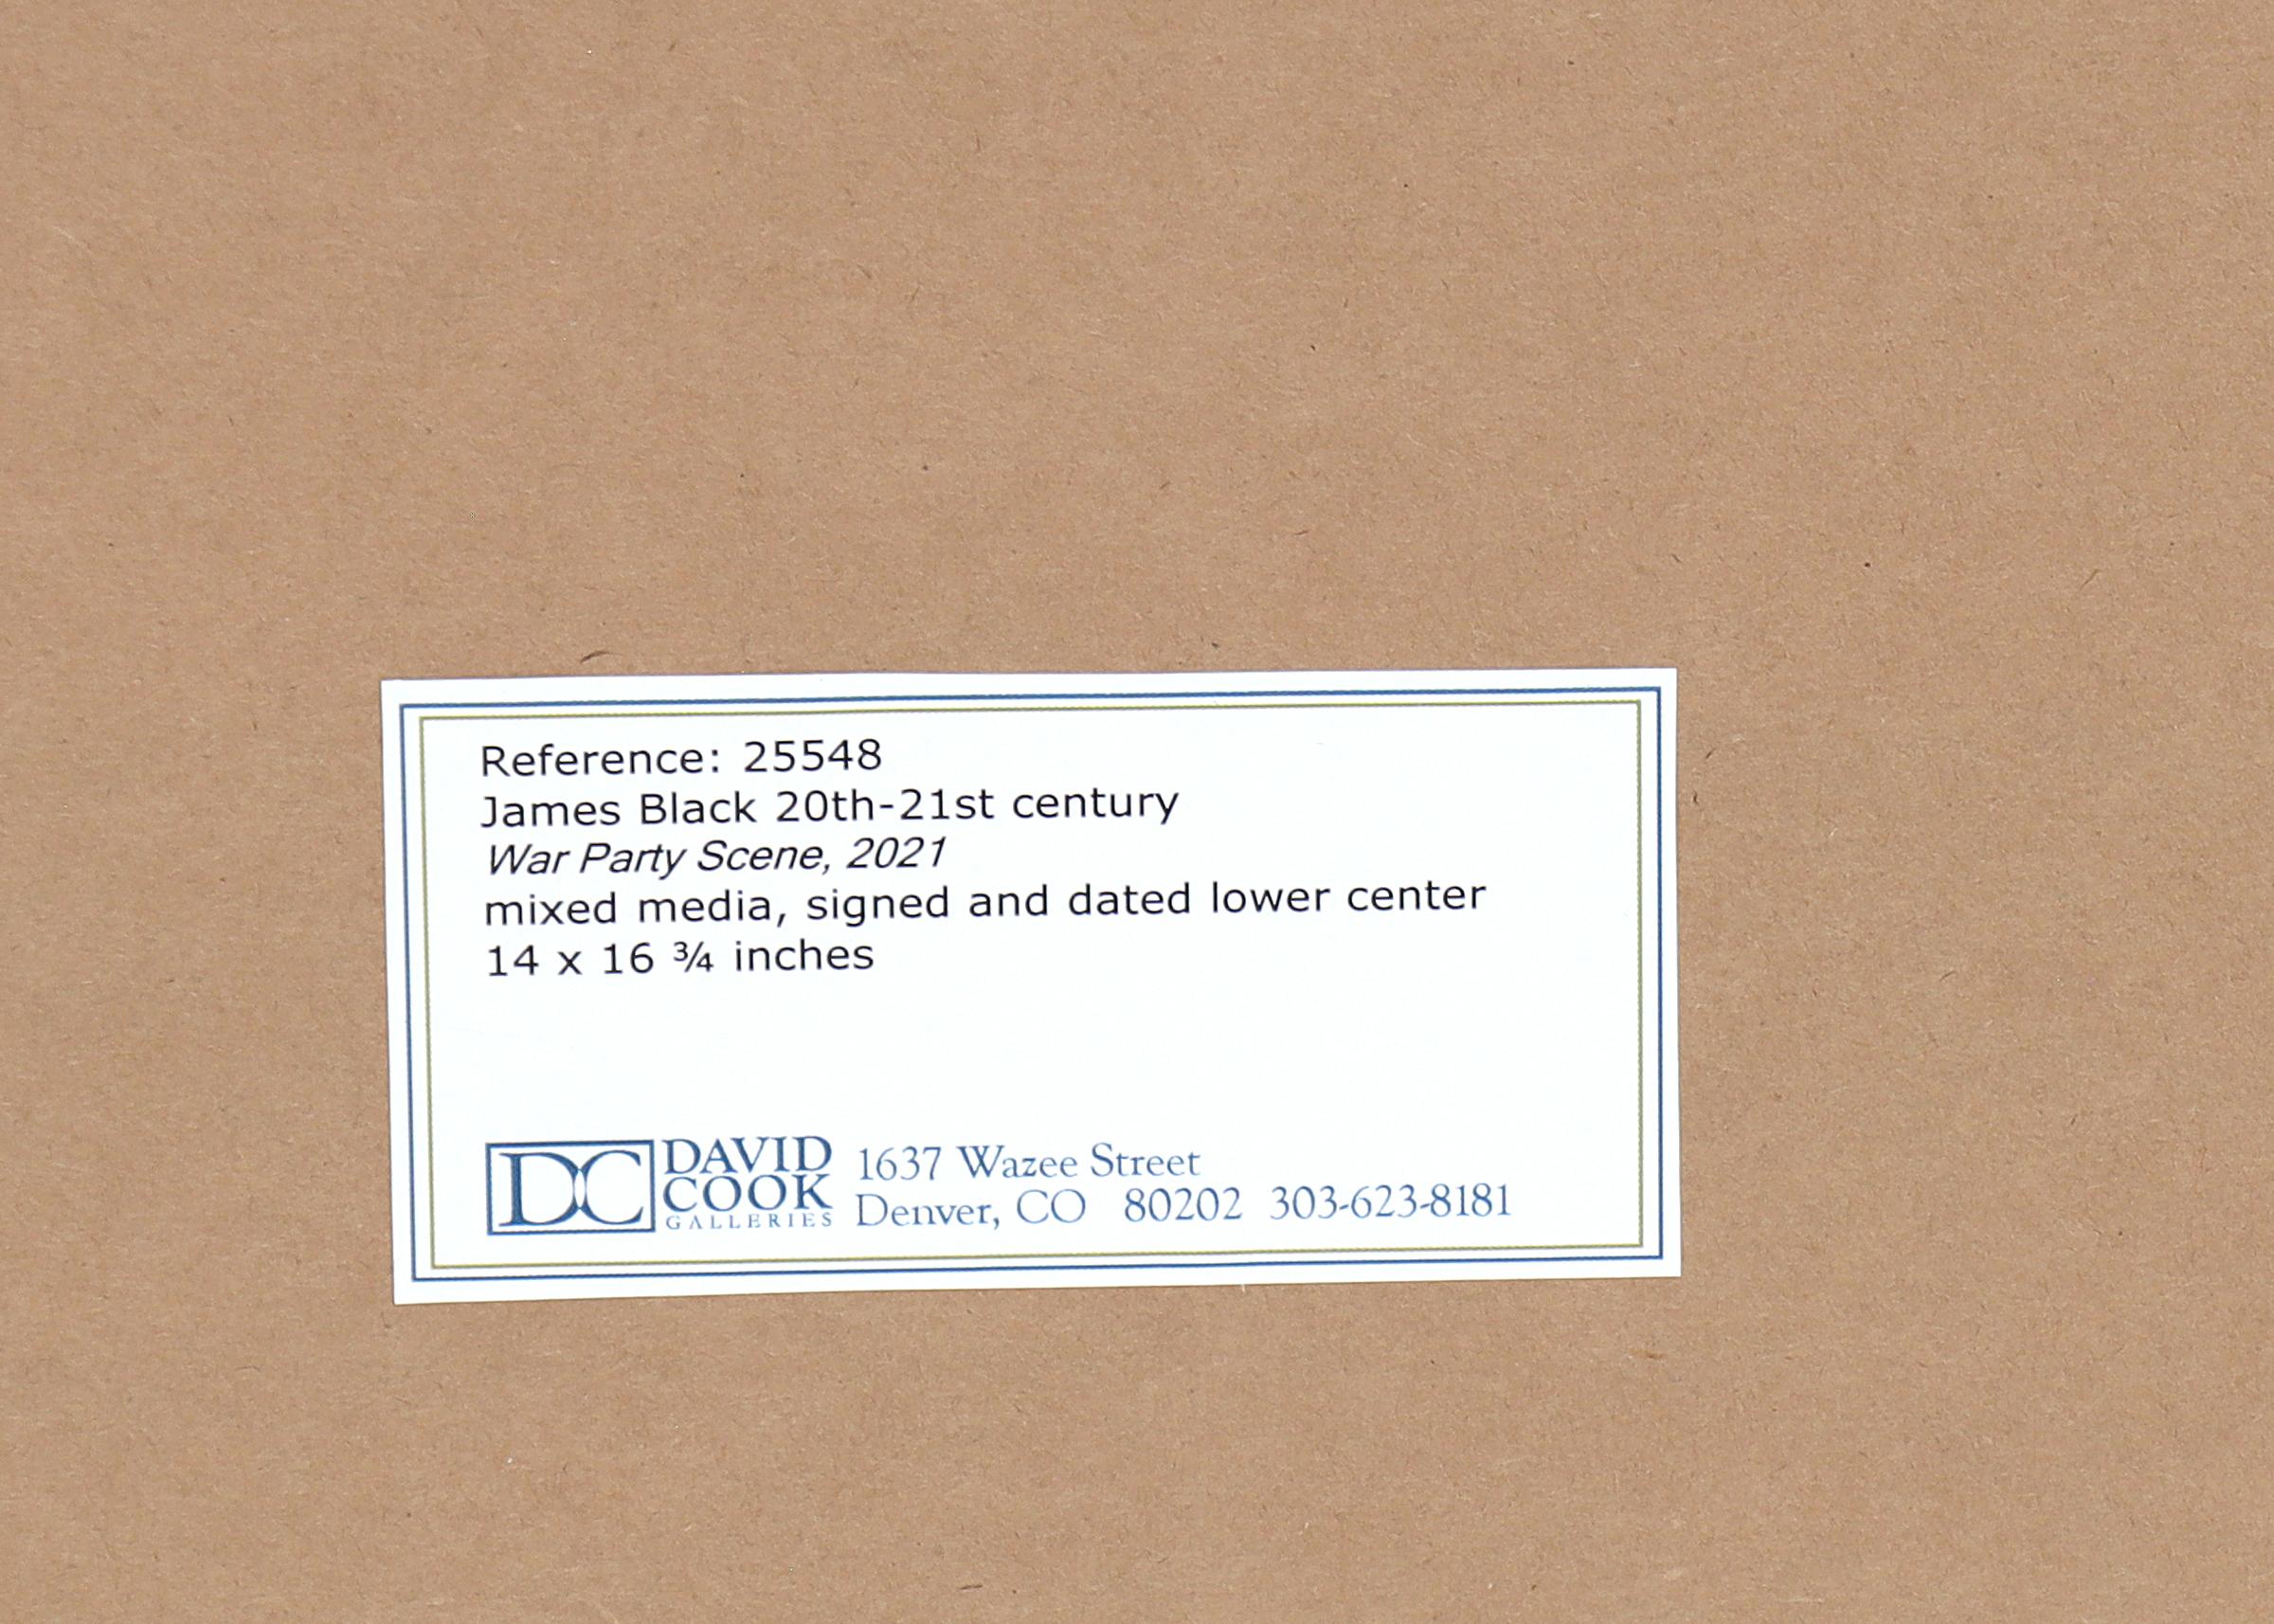 Reference: 25548
James Black 20th-21st century
War Party Scene, 2021
mixed media, signed and dated lower center
14 x 16 ¾ inches
DC
DAVID
COOK
GALLERIES
1637 Wazee Street
Denver, CO 80202 303-623-8181